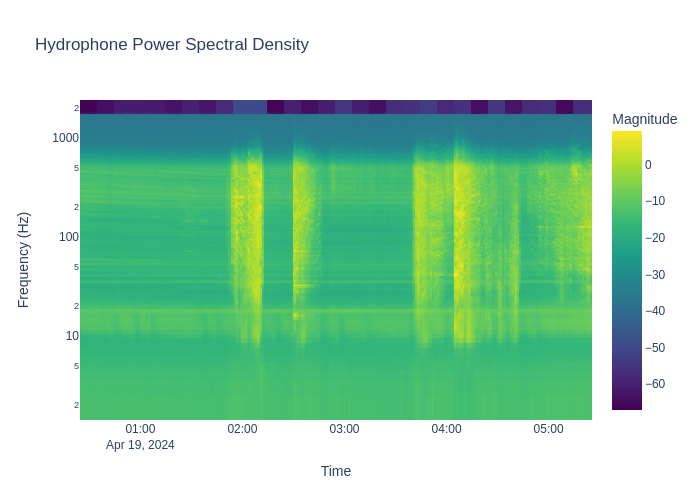 Hydrophone Power Spectral Density
Magnitude
2
1000
5
2
100
5
2
10
5
2
Frequency (Hz)
0
−10
−20
−30
−40
−50
−60
01:00 02:00 03:00 04:00 05:00
Apr 19, 2024
Time